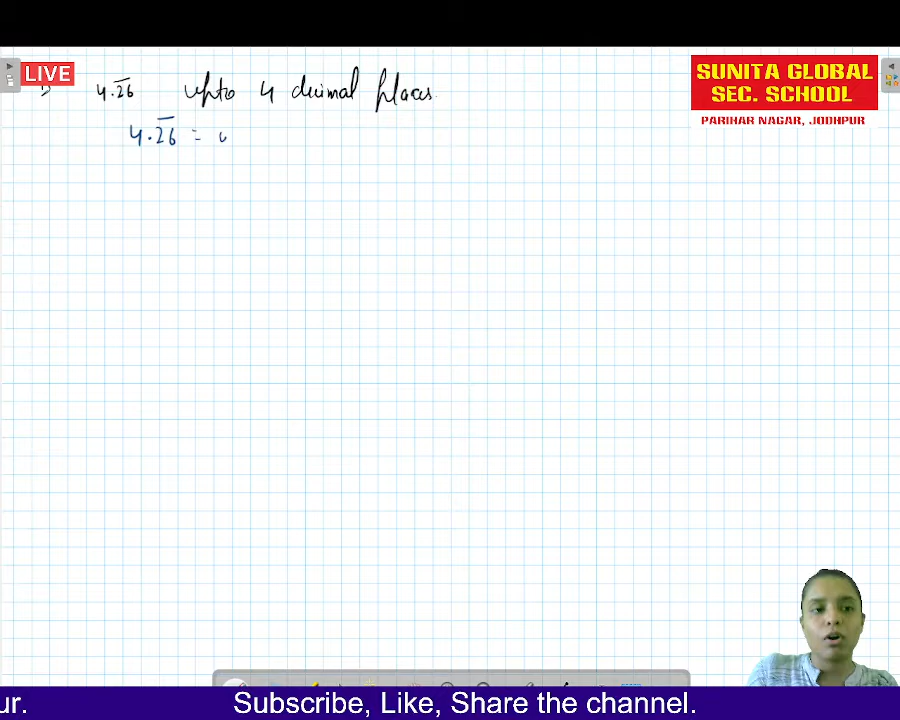 LIVE
SUNITA GLOBAL
SEC. SCHOOL
PARIHAR NAGAR, JODHPUR
4.2̅6̅ upto 4 decimal places.
4.2̅6̅ =
ur. Subscribe, Like, Share the channel.